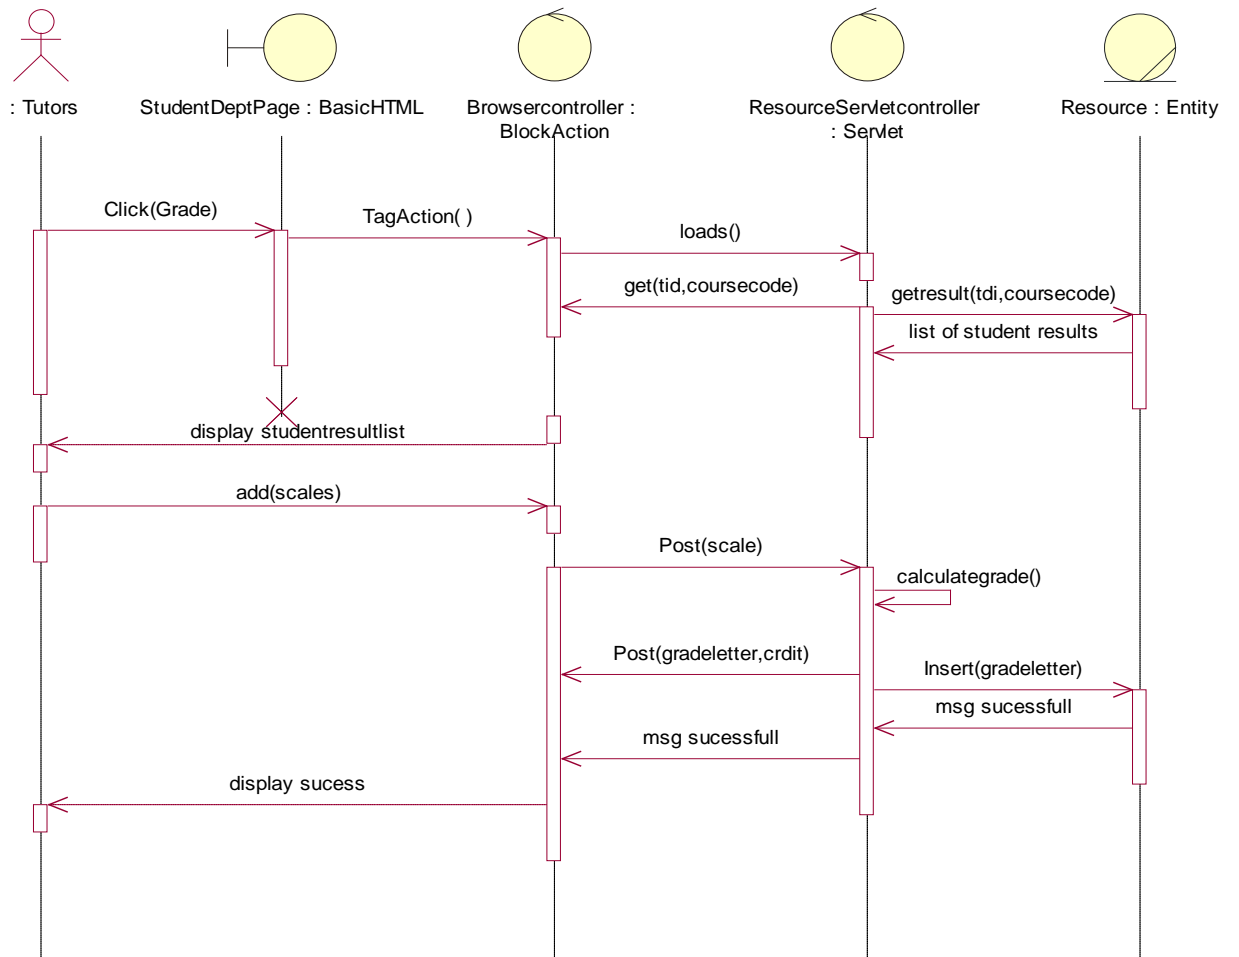 : Tutors
StudentDeptPage : BasicHTML
Browsercontroller :
BlockAction
ResourceServletcontroller
: Servlet
Resource : Entity
Click(Grade)
TagAction( )
loads()
get(tid,coursecode)
getresult(tdi,coursecode)
list of student results
display studentresultlist
add(scales)
Post(scale)
calculategrade()
Post(gradeletter,crdit)
Insert(gradeletter)
msg sucessfull
msg sucessfull
display sucess